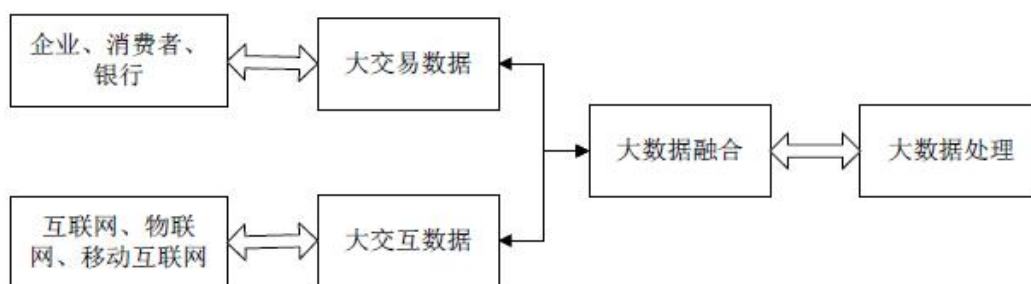 企业、消费者、
银行
大交易数据
大数据融合
大数据处理
互联网、物联
网、移动互联网
大交互数据